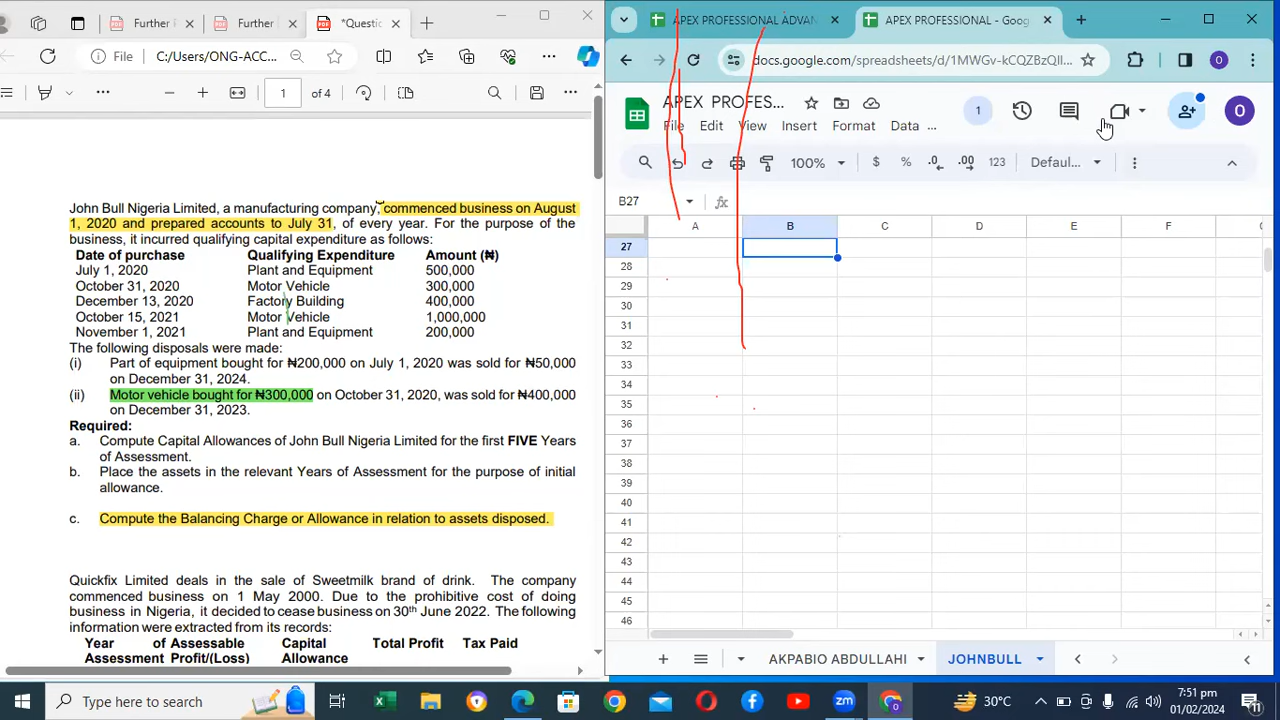 Further i
Further
*Questic
APEX PROFESSIONAL ADVAN
APEX PROFESSIONAL - Goog
File
C:/Users/ONG-ACC...
docs.google.com/spreadsheets/d/1MWGv-kCQZBzQll...
O
1
of 4
APEX PROFES...
1
O
File Edit View Insert Format Data ...
100%
$ % .0 .00 123 Defaul...
B27
fx
A B C D E F
27
28
29
30
31
32
33
34
35
36
37
38
39
40
41
42
43
44
45
46
John Bull Nigeria Limited, a manufacturing company, commenced business on August
1, 2020 and prepared accounts to July 31, of every year. For the purpose of the
business, it incurred qualifying capital expenditure as follows:
Date of purchase Qualifying Expenditure Amount (₦)
July 1, 2020 Plant and Equipment 500,000
October 31, 2020 Motor Vehicle 300,000
December 13, 2020 Factory Building 400,000
October 15, 2021 Motor Vehicle 1,000,000
November 1, 2021 Plant and Equipment 200,000
The following disposals were made:
(i) Part of equipment bought for ₦200,000 on July 1, 2020 was sold for ₦50,000
on December 31, 2024.
(ii) Motor vehicle bought for ₦300,000 on October 31, 2020, was sold for ₦400,000
on December 31, 2023.
Required:
a. Compute Capital Allowances of John Bull Nigeria Limited for the first FIVE Years
of Assessment.
b. Place the assets in the relevant Years of Assessment for the purpose of initial
allowance.
c. Compute the Balancing Charge or Allowance in relation to assets disposed.
Quickfix Limited deals in the sale of Sweetmilk brand of drink. The company
commenced business on 1 May 2000. Due to the prohibitive cost of doing
business in Nigeria, it decided to cease business on 30th June 2022. The following
information were extracted from its records:
Year of Assessable Capital Total Profit Tax Paid
Assessment Profit/(Loss) Allowance
AKPABIO ABDULLAHI
JOHNBULL
Type here to search
zm
30°C
7:51 pm
01/02/2024